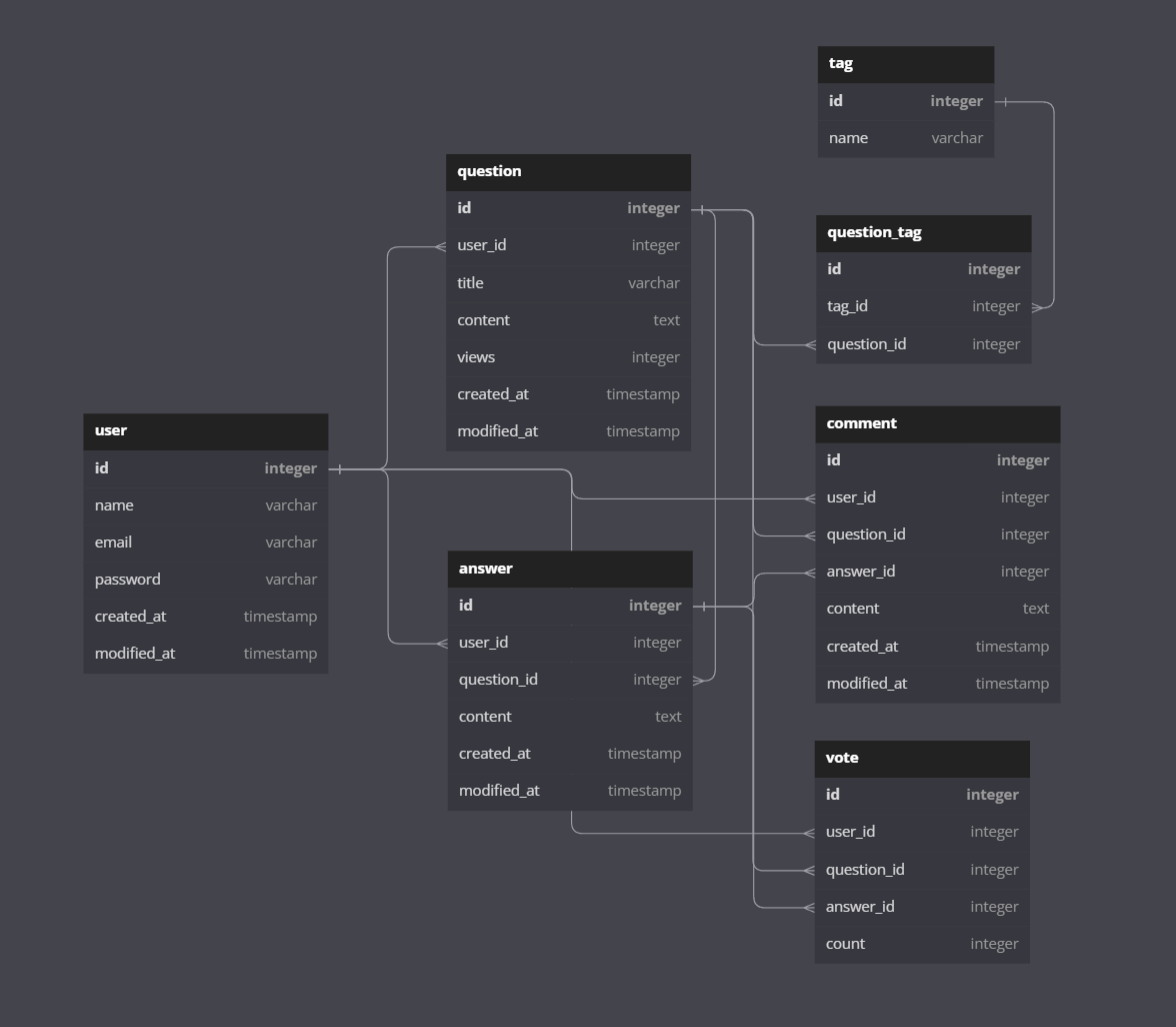 tag
id integer
name varchar
question
id integer
user_id integer
title varchar
content text
views integer
created_at timestamp
modified_at timestamp
question_tag
id integer
tag_id integer
question_id integer
user
id integer
name varchar
email varchar
password varchar
created_at timestamp
modified_at timestamp
comment
id integer
user_id integer
question_id integer
answer_id integer
content text
created_at timestamp
modified_at timestamp
answer
id integer
user_id integer
question_id integer
content text
created_at timestamp
modified_at timestamp
vote
id integer
user_id integer
question_id integer
answer_id integer
count integer